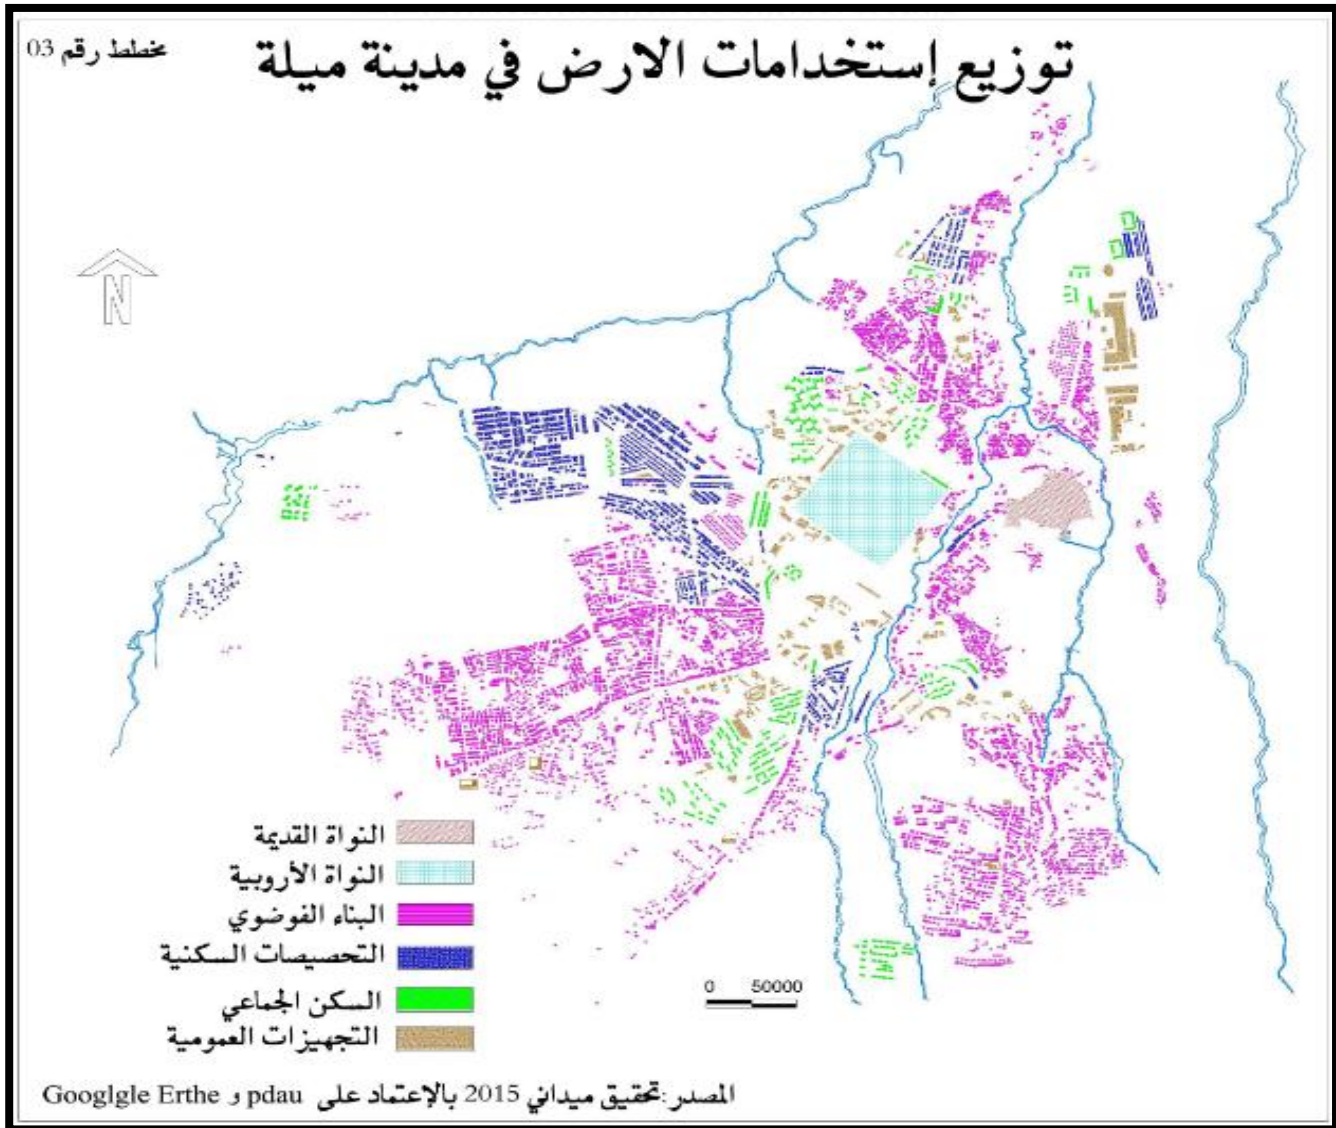 مخطط رقم 03
توزيع إستخدامات الارض في مدينة ميلة
N
النواة القديمة
النواة الأروبية
البناء الفوضوي
التحصيصات السكنية
السكن الجماعي
التجهيزات العمومية
0 50000
المصدر:تحقيق ميداني 2015 بالإعتماد على pdau و Googlgle Erthe